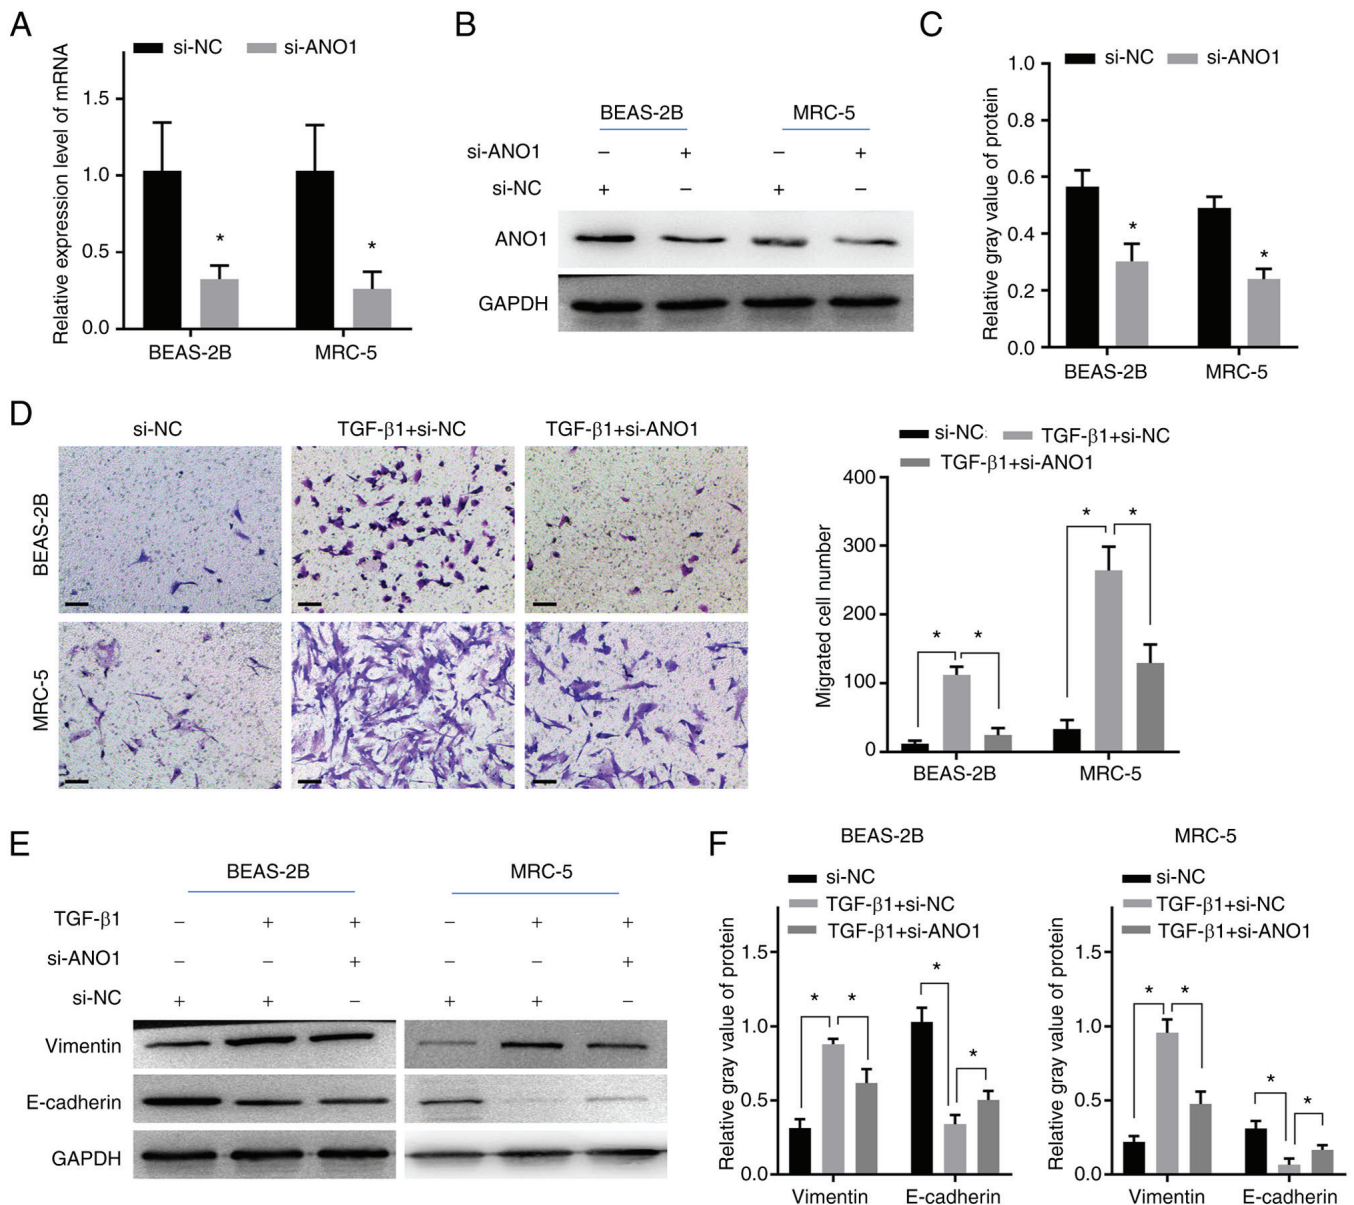 A
si-NC
si-ANO1
Relative expression level of mRNA
1.5
1.0
0.5
0.0
*
*
BEAS-2B
MRC-5
B
BEAS-2B
MRC-5
si-ANO1
−
+
−
+
si-NC
+
−
+
−
ANO1
GAPDH
C
si-NC
si-ANO1
Relative gray value of protein
1.0
0.8
0.6
0.4
0.2
0.0
*
*
BEAS-2B
MRC-5
D
si-NC
TGF-β1+si-NC
TGF-β1+si-ANO1
BEAS-2B
MRC-5
si-NC
TGF-β1+si-NC
TGF-β1+si-ANO1
Migrated cell number
400
300
200
100
0
*
*
*
*
BEAS-2B
MRC-5
E
BEAS-2B
MRC-5
TGF-β1
−
+
+
−
+
+
si-ANO1
−
−
+
−
−
+
si-NC
+
+
−
+
+
−
Vimentin
E-cadherin
GAPDH
F
BEAS-2B
si-NC
TGF-β1+si-NC
TGF-β1+si-ANO1
Relative gray value of protein
1.5
1.0
0.5
0.0
*
*
*
*
Vimentin
E-cadherin
MRC-5
si-NC
TGF-β1+si-NC
TGF-β1+si-ANO1
Relative gray value of protein
1.5
1.0
0.5
0.0
*
*
*
*
Vimentin
E-cadherin